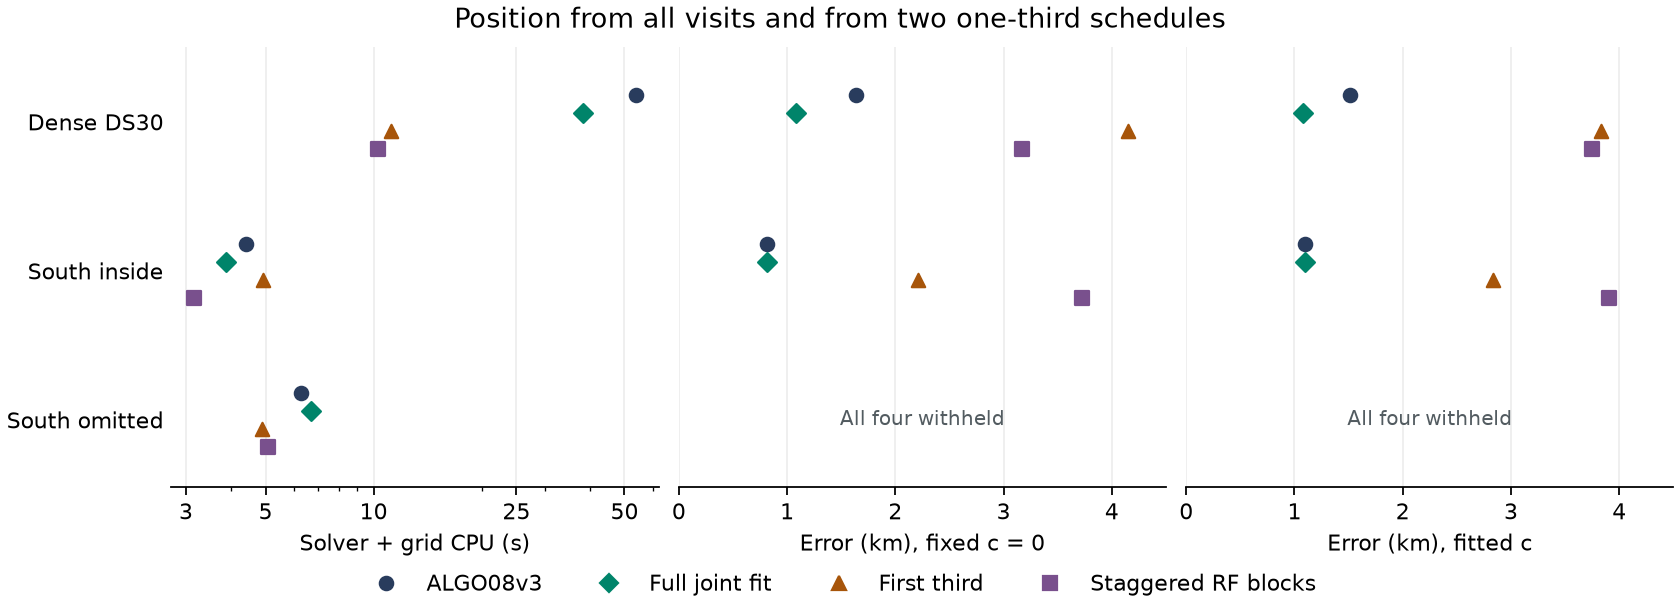 Position from all visits and from two one-third schedules
Dense DS30
South inside
South omitted
All four withheld
All four withheld
3 5 10 25 50
0 1 2 3 4
0 1 2 3 4
Solver + grid CPU (s)
Error (km), fixed c = 0
Error (km), fitted c
ALGO08v3
Full joint fit
First third
Staggered RF blocks